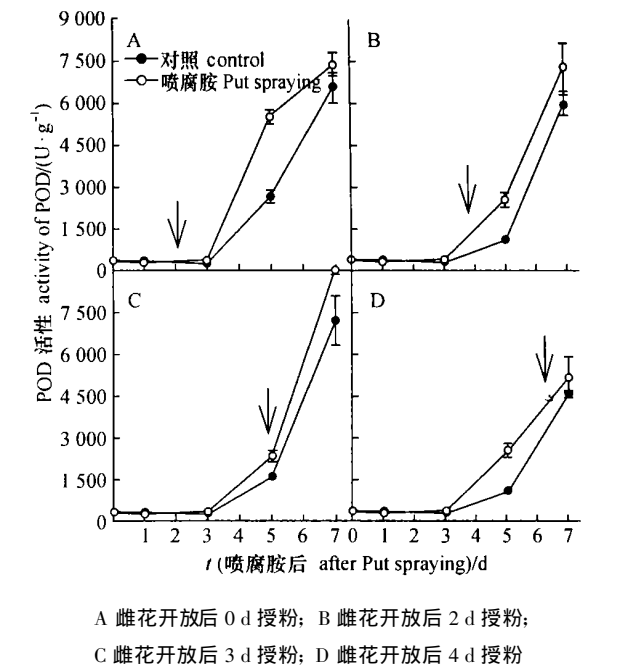 9 000
7 500
6 000
4 500
3 000
1 500
0
A
对照 control
喷腐胺 Put spraying
B
POD 活性 activity of POD/(U·g⁻¹)
C
7 500
6 000
4 500
3 000
1 500
0
D
1 2 3 5 6 7 0 1 2 3 5 6 7
t (喷腐胺后 after Put spraying)/d
A 雌花开放后 0 d 授粉; B 雌花开放后 2 d 授粉;
C 雌花开放后 3 d 授粉; D 雌花开放后 4 d 授粉